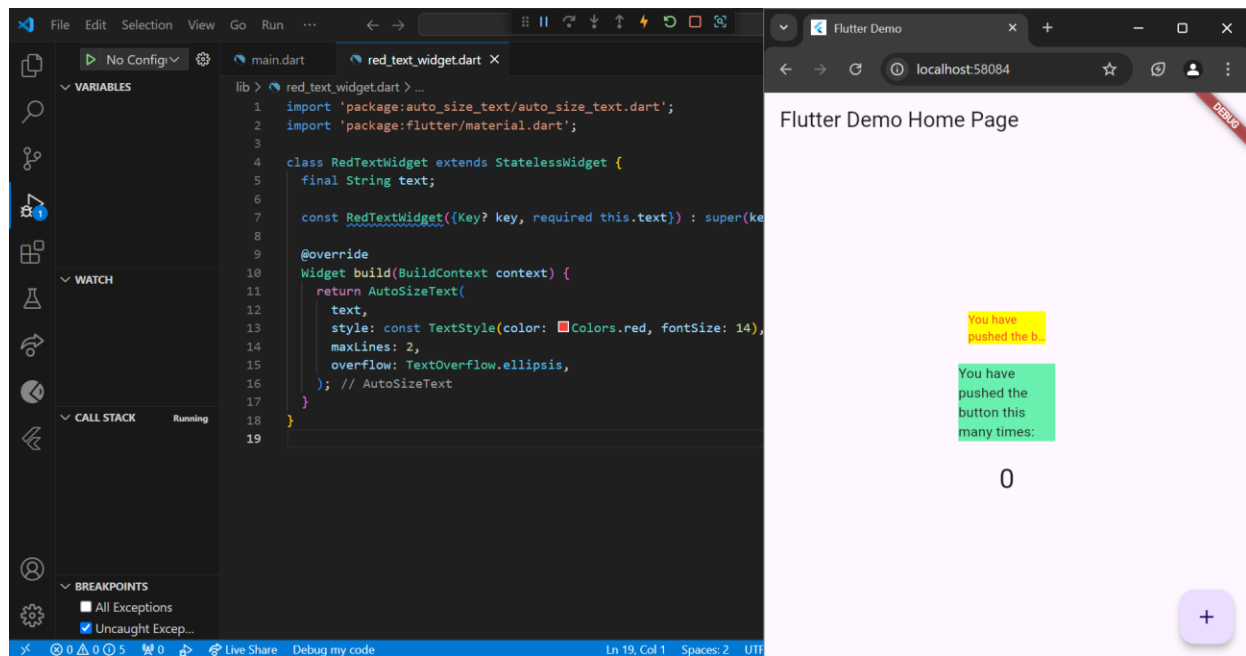 File Edit Selection View Go Run ···
No Configu
main.dart
red_text_widget.dart
VARIABLES
lib > red_text_widget.dart > ...
1 import 'package:auto_size_text/auto_size_text.dart';
2 import 'package:flutter/material.dart';
3
4 class RedTextWidget extends StatelessWidget {
5 final String text;
6
7 const RedTextWidget({Key? key, required this.text}) : super(ke
8
9 @override
10 Widget build(BuildContext context) {
11 return AutoSizeText(
12 text,
13 style: const TextStyle(color: Colors.red, fontSize: 14),
14 maxLines: 2,
15 overflow: TextOverflow.ellipsis,
16 ); // AutoSizeText
17 }
18 }
19
WATCH
CALL STACK Running
BREAKPOINTS
All Exceptions
Uncaught Excep...
1
0 0 5 0 Live Share Debug my code Ln 19, Col 1 Spaces: 2 UTF
Flutter Demo
localhost:58084
Flutter Demo Home Page
DEBUG
You have
pushed the b...
You have
pushed the
button this
many times:
0
+